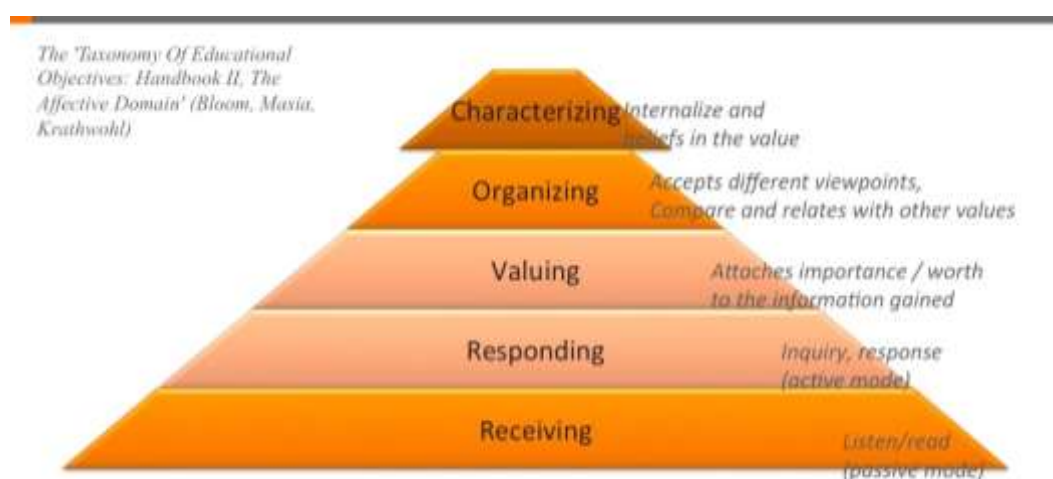 The 'Taxonomy Of Educational
Objectives: Handbook II, The
Affective Domain' (Bloom, Masia,
Krathwohl)
Characterizing
Internalize and
beliefs in the value
Organizing
Accepts different viewpoints,
Compare and relates with other values
Valuing
Attaches importance / worth
to the information gained
Responding
Inquiry, response
(active mode)
Receiving
Listen/read
(passive mode)